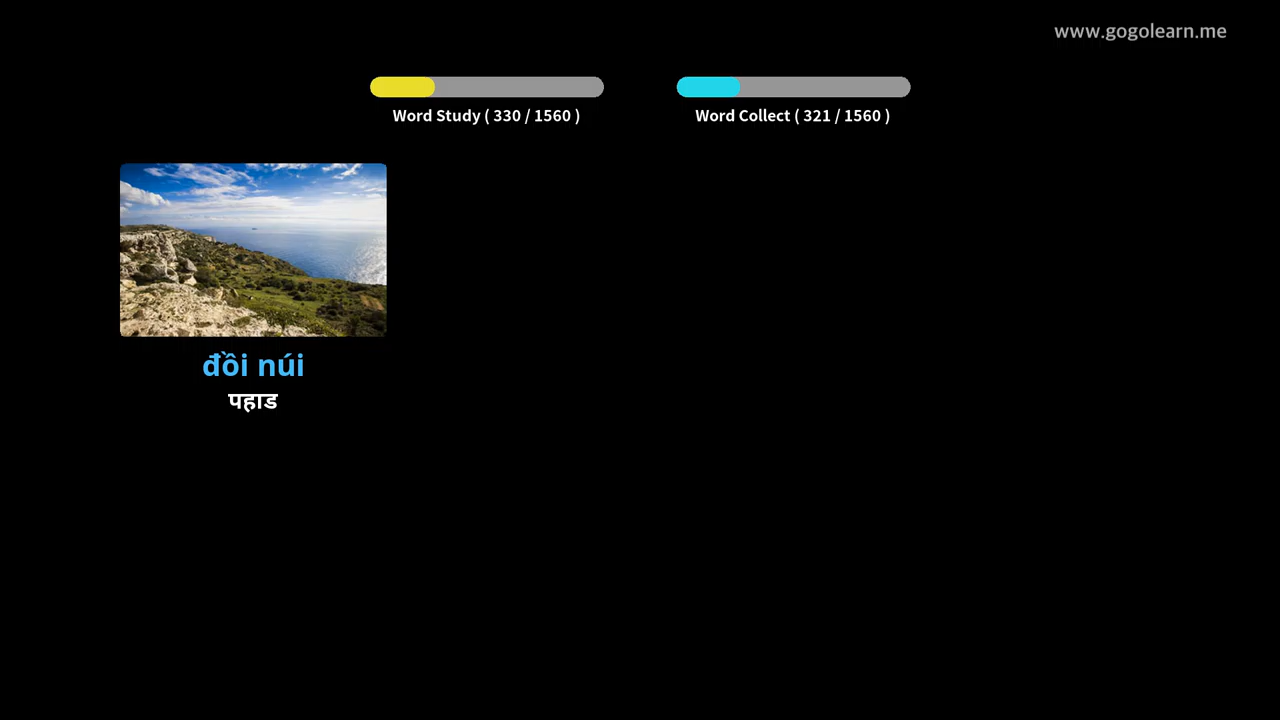 www.gogolearn.me
Word Study ( 330 / 1560 )
Word Collect ( 321 / 1560 )
đồi núi
पहाड